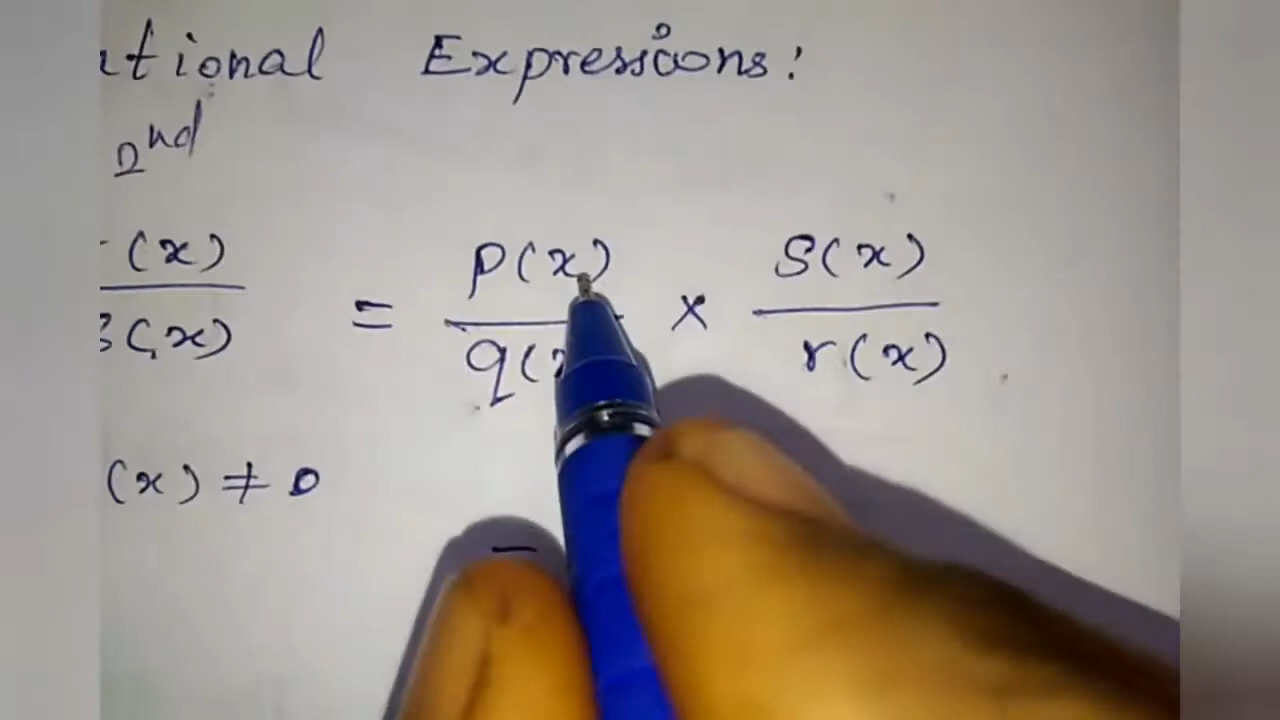 tional Expressions:
2nd
(x) P(x) S(x)
= ×
(x) q( r(x)
(x) ≠ 0